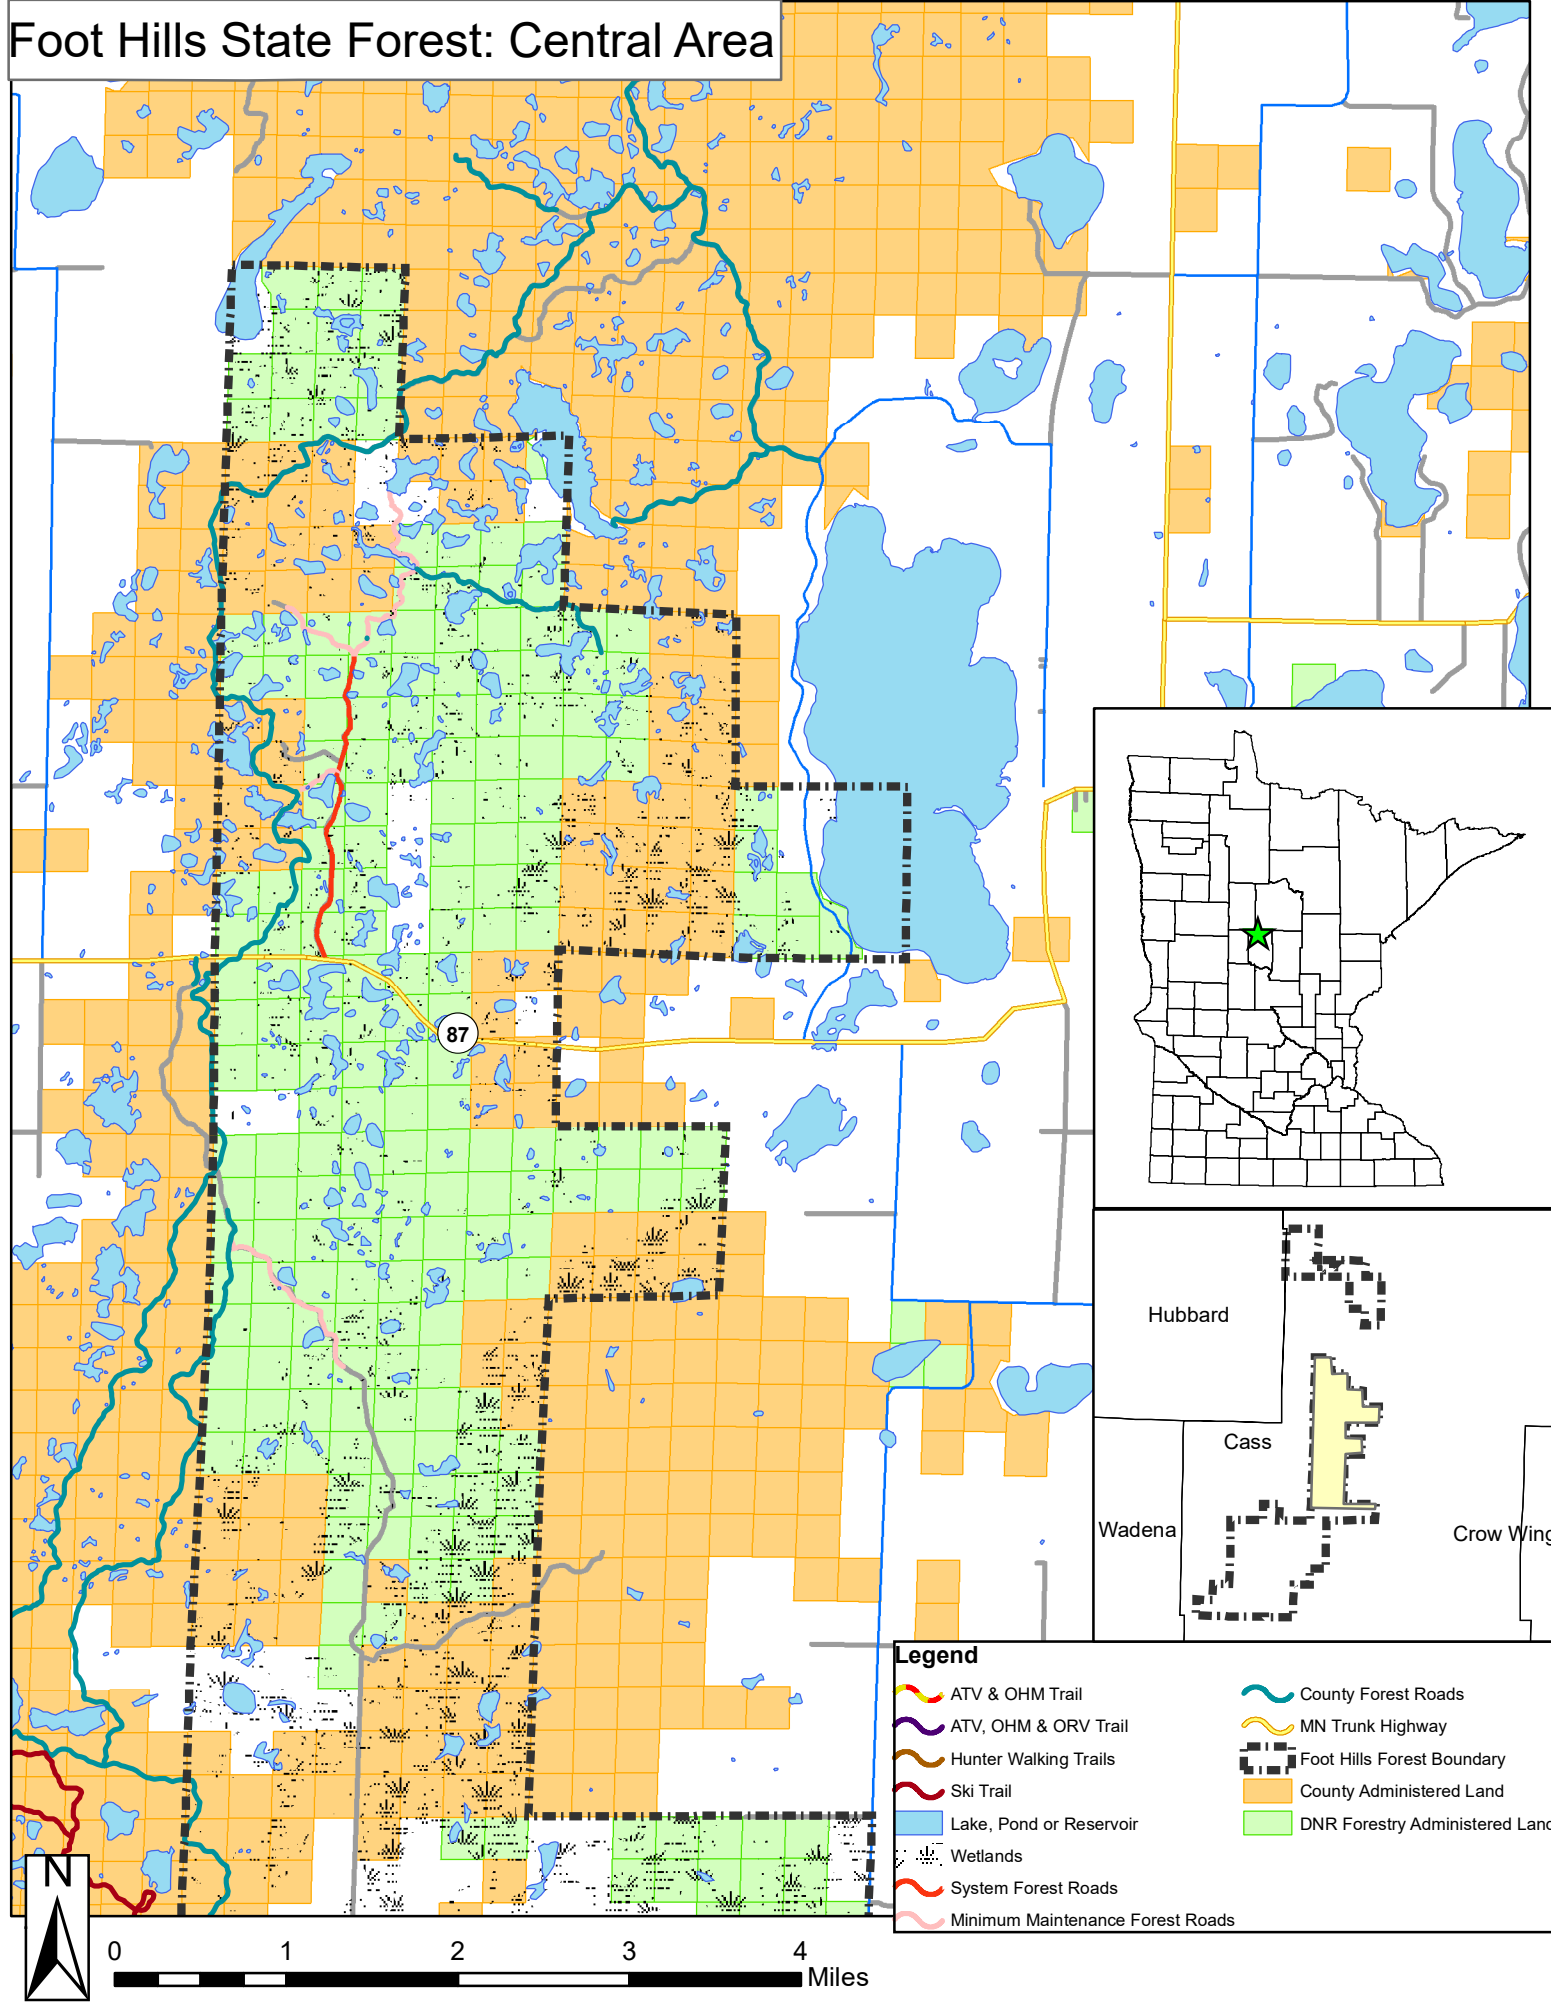 Foot Hills State Forest: Central Area
87
Hubbard
Cass
Wadena
Crow Wing
Legend
ATV & OHM Trail
ATV, OHM & ORV Trail
Hunter Walking Trails
Ski Trail
Lake, Pond or Reservoir
Wetlands
System Forest Roads
Minimum Maintenance Forest Roads
County Forest Roads
MN Trunk Highway
Foot Hills Forest Boundary
County Administered Land
DNR Forestry Administered Land
N
0 1 2 3 4
Miles